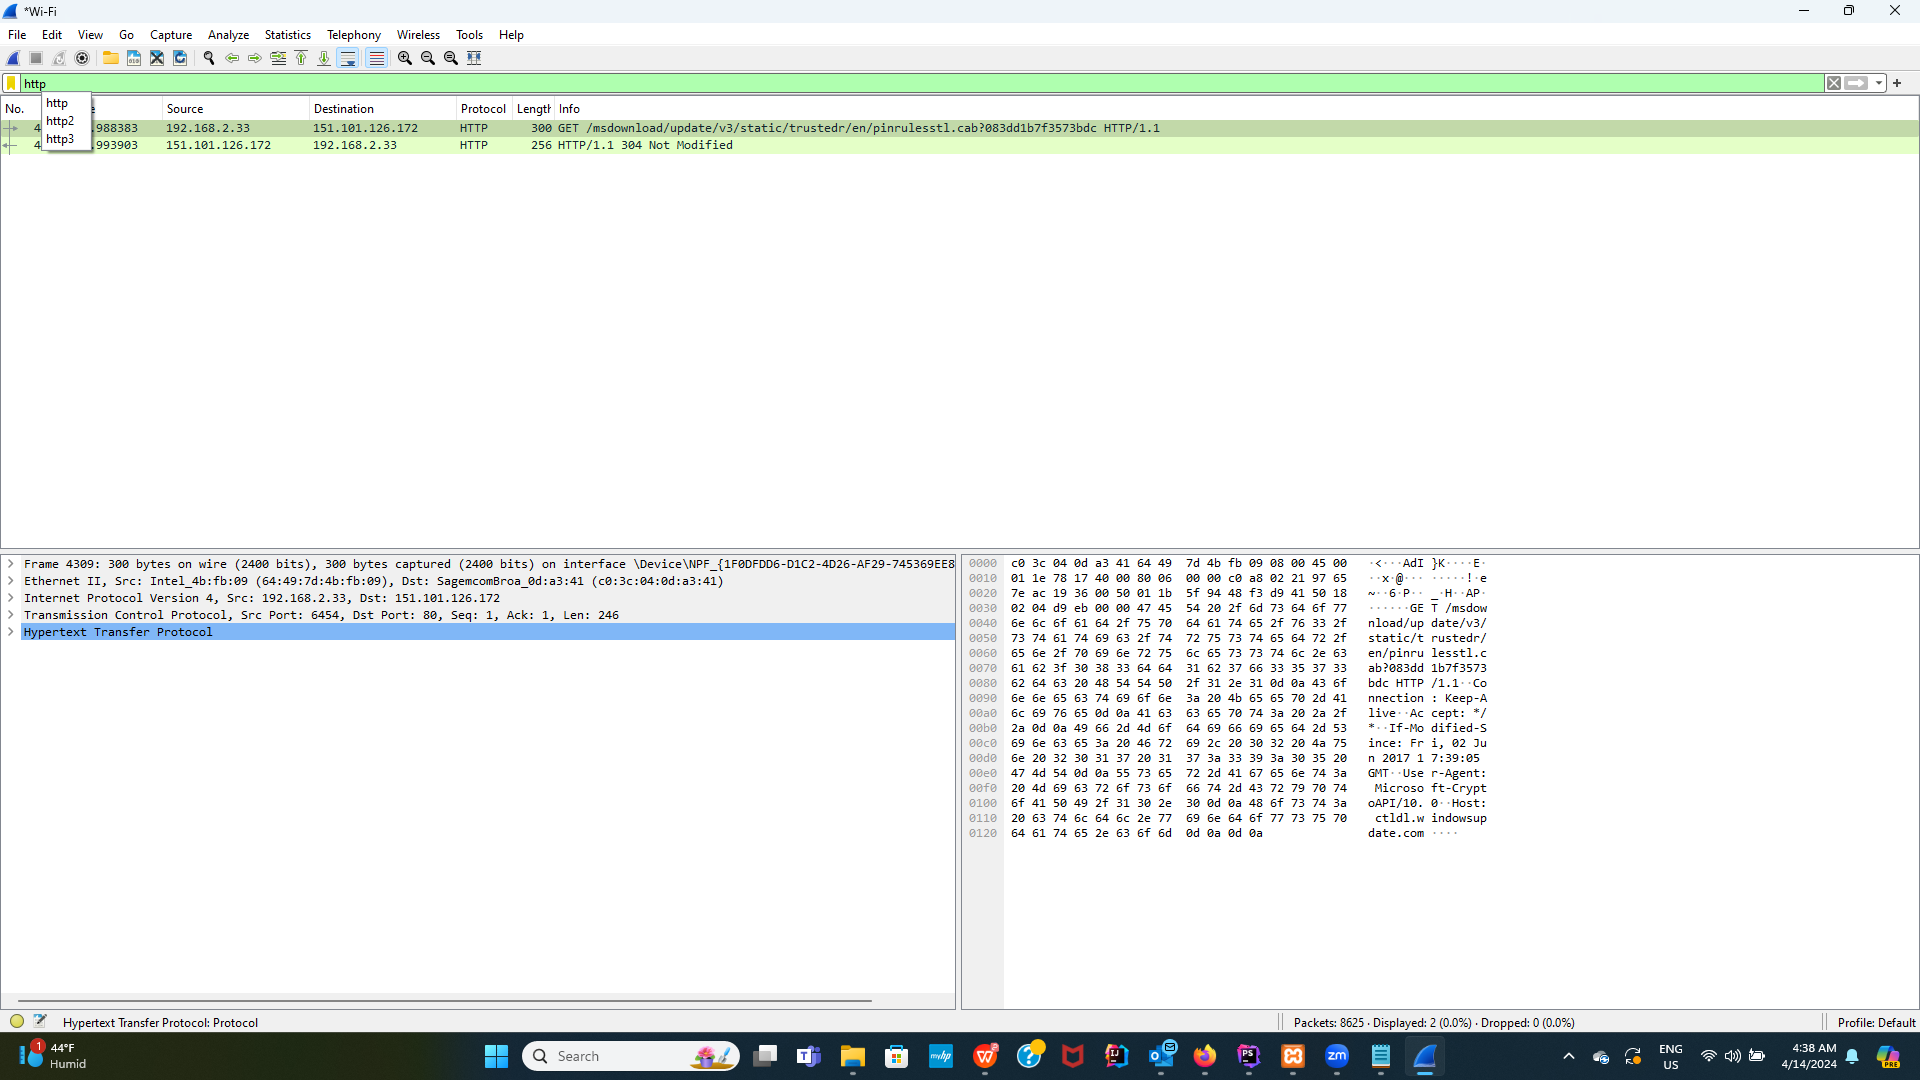 *Wi-Fi
File Edit View Go Capture Analyze Statistics Telephony Wireless Tools Help
http
http
http2
http3
No. Source Destination Protocol Length Info
4 .988383 192.168.2.33 151.101.126.172 HTTP 300 GET /msdownload/update/v3/static/trustedr/en/pinrulesstl.cab?083dd1b7f3573bdc HTTP/1.1
4 .993903 151.101.126.172 192.168.2.33 HTTP 256 HTTP/1.1 304 Not Modified
Frame 4309: 300 bytes on wire (2400 bits), 300 bytes captured (2400 bits) on interface \Device\NPF_{1F0DFDD6-D1C2-4D26-AF29-745369EE8
Ethernet II, Src: Intel_4b:fb:09 (64:49:7d:4b:fb:09), Dst: SagemcomBroa_0d:a3:41 (c0:3c:04:0d:a3:41)
Internet Protocol Version 4, Src: 192.168.2.33, Dst: 151.101.126.172
Transmission Control Protocol, Src Port: 6454, Dst Port: 80, Seq: 1, Ack: 1, Len: 246
Hypertext Transfer Protocol
0000 c0 3c 04 0d a3 41 64 49 7d 4b fb 09 08 00 45 00 ·<···AdI }K····E·
0010 01 1e 78 17 40 00 80 06 00 00 c0 a8 02 21 97 65 ··x·@··· ·····!·e
0020 7e ac 19 36 00 50 01 1b 5f 94 48 f3 d9 41 50 18 ~··6·P·· _·H··AP·
0030 02 04 d9 eb 00 00 47 45 54 20 2f 6d 73 64 6f 77 ······GE T /msdow
0040 6e 6c 6f 61 64 2f 75 70 64 61 74 65 2f 76 33 2f nload/up date/v3/
0050 73 74 61 74 69 63 2f 74 72 75 73 74 65 64 72 2f static/t rustedr/
0060 65 6e 2f 70 69 6e 72 75 6c 65 73 73 74 6c 2e 63 en/pinru lesstl.c
0070 61 62 3f 30 38 33 64 64 31 62 37 66 33 35 37 33 ab?083dd 1b7f3573
0080 62 64 63 20 48 54 54 50 2f 31 2e 31 0d 0a 43 6f bdc HTTP /1.1··Co
0090 6e 6e 65 63 74 69 6f 6e 3a 20 4b 65 65 70 2d 41 nnection : Keep-A
00a0 6c 69 76 65 0d 0a 41 63 63 65 70 74 3a 20 2a 2f live··Ac cept: */
00b0 2a 0d 0a 49 66 2d 4d 6f 64 69 66 69 65 64 2d 53 *··If-Mo dified-S
00c0 69 6e 63 65 3a 20 46 72 69 2c 20 30 32 20 4a 75 ince: Fr i, 02 Ju
00d0 6e 20 32 30 31 37 20 31 37 3a 33 39 3a 30 35 20 n 2017 1 7:39:05
00e0 47 4d 54 0d 0a 55 73 65 72 2d 41 67 65 6e 74 3a GMT··Use r-Agent:
00f0 20 4d 69 63 72 6f 73 6f 66 74 2d 43 72 79 70 74 Microso ft-Crypt
0100 6f 41 50 49 2f 31 30 2e 30 0d 0a 48 6f 73 74 3a oAPI/10. 0··Host:
0110 20 63 74 6c 64 6c 2e 77 69 6e 64 6f 77 73 75 70 ctldl.w indowsup
0120 64 61 74 65 2e 63 6f 6d 0d 0a 0d 0a date.com ····
Hypertext Transfer Protocol: Protocol Packets: 8625 · Displayed: 2 (0.0%) · Dropped: 0 (0.0%) Profile: Default
1 44°F
Humid
Search
myhp
zm
ENG
US
4:38 AM
4/14/2024
PRE